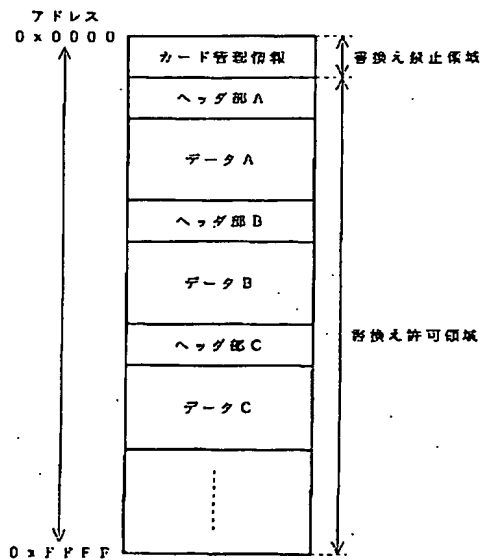 アドレス
0x0000
カード管理情報
書換え禁止領域
ヘッダ部A
データA
ヘッダ部B
データB
書換え許可領域
ヘッダ部C
データC
0xFFFF